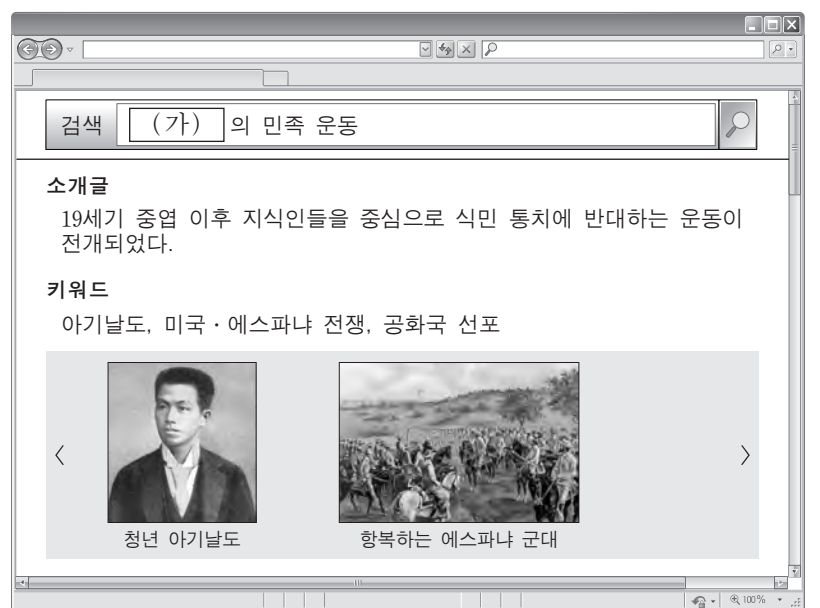 검색 (가) 의 민족 운동
소개글
19세기 중엽 이후 지식인들을 중심으로 식민 통치에 반대하는 운동이
전개되었다.
키워드
아기날도, 미국·에스파냐 전쟁, 공화국 선포
청년 아기날도 항복하는 에스파냐 군대
100%